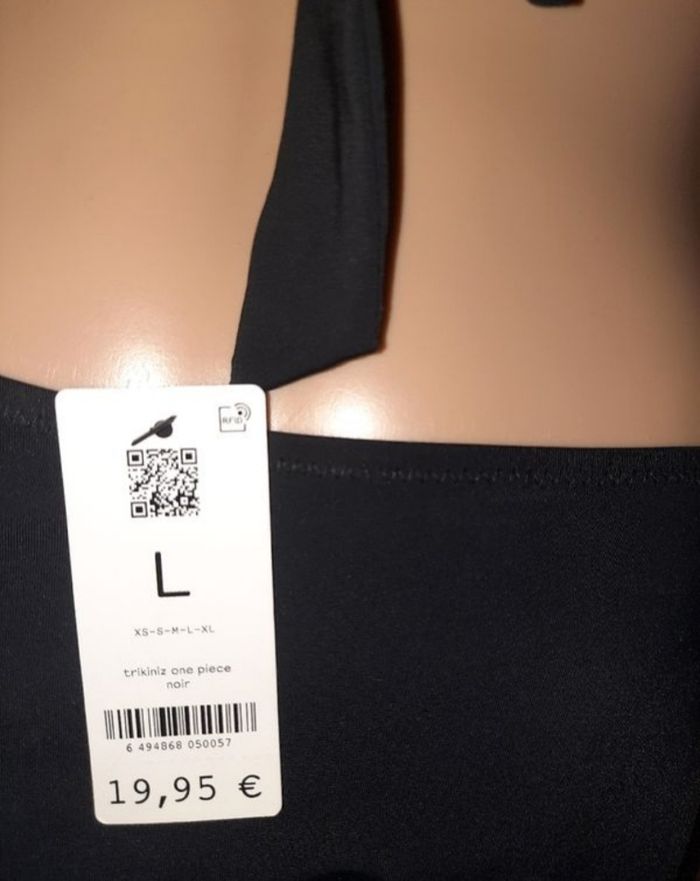 RFID
L
XS-S-M-L-XL
trikiniz one piece
noir
6 494868 050057
19,95 €